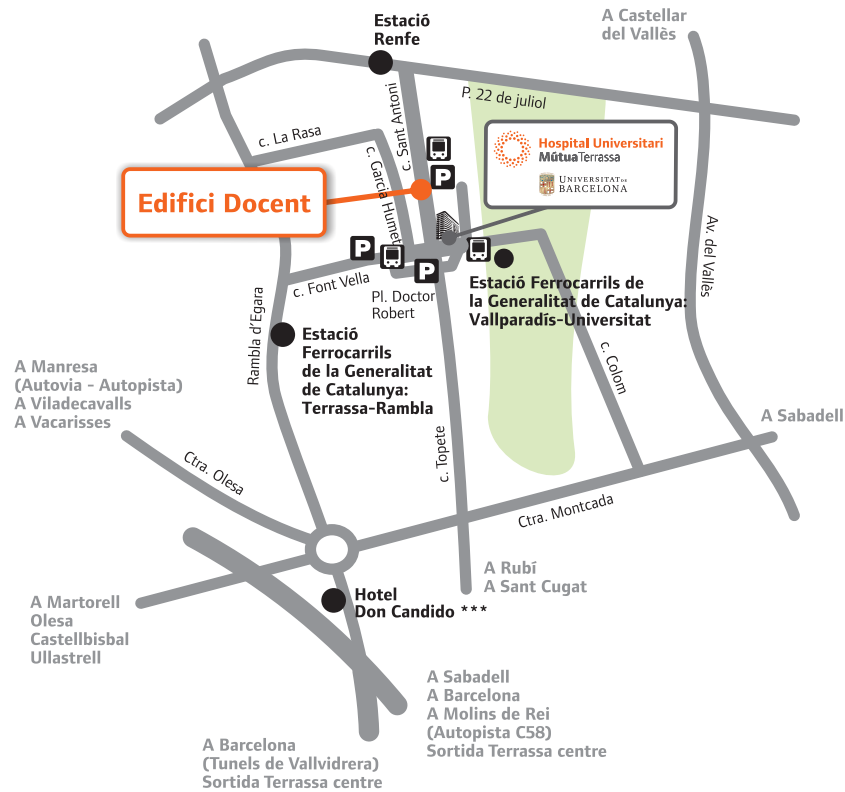 A Castellar
del Vallès
Estació
Renfe
P. 22 de juliol
c. Sant Antoni
c. La Rasa
c. Garcia Humet
Hospital Universitari
MútuaTerrassa
UNIVERSITAT DE
BARCELONA
Edifici Docent
P
P
P
c. Font Vella
Pl. Doctor
Robert
Estació Ferrocarrils de
la Generalitat de Catalunya:
Vallparadís-Universitat
Av. del Vallès
Rambla d'Egara
Estació
Ferrocarrils
de la Generalitat
de Catalunya:
Terrassa-Rambla
c. Colom
A Manresa
(Autovia - Autopista)
A Viladecavalls
A Vacarisses
A Sabadell
c. Topete
Ctra. Olesa
Ctra. Montcada
A Rubí
A Sant Cugat
Hotel
Don Candido ***
A Martorell
Olesa
Castellbisbal
Ullastrell
A Sabadell
A Barcelona
A Molins de Rei
(Autopista C58)
Sortida Terrassa centre
A Barcelona
(Tunels de Vallvidrera)
Sortida Terrassa centre